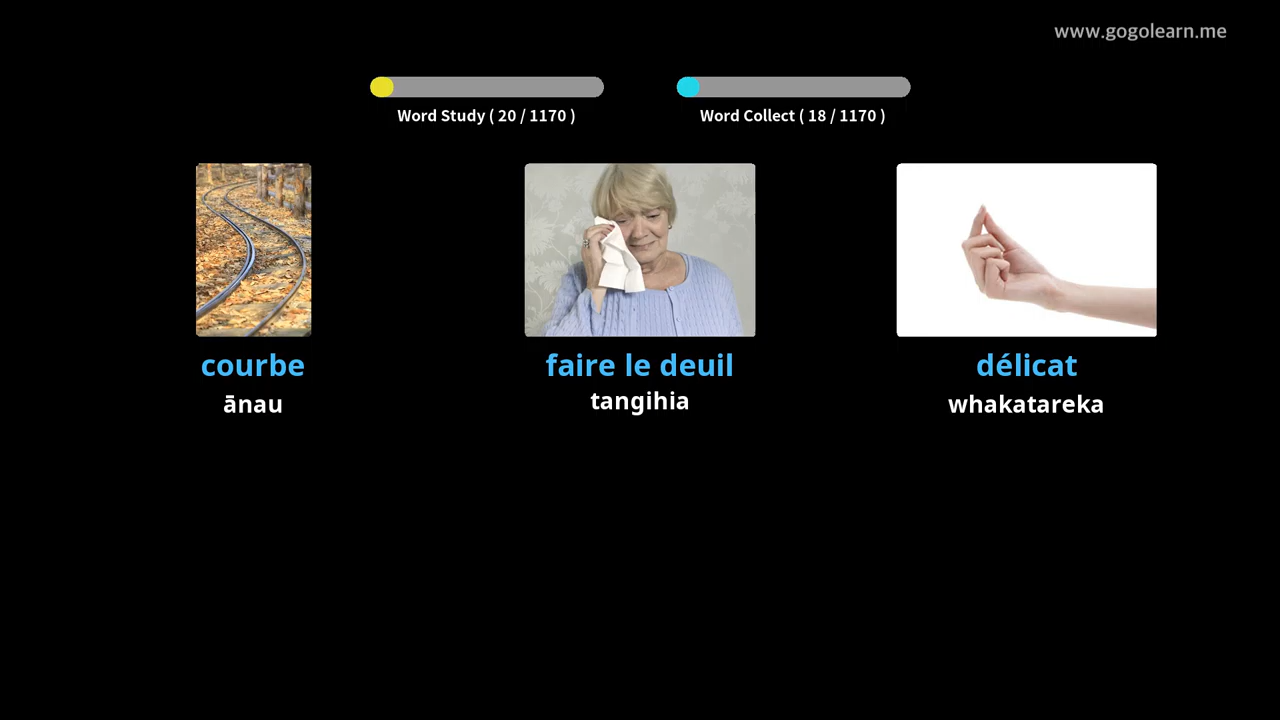 www.gogolearn.me
Word Study ( 20 / 1170 )
Word Collect ( 18 / 1170 )
courbe
ānau
faire le deuil
tangihia
délicat
whakatareka